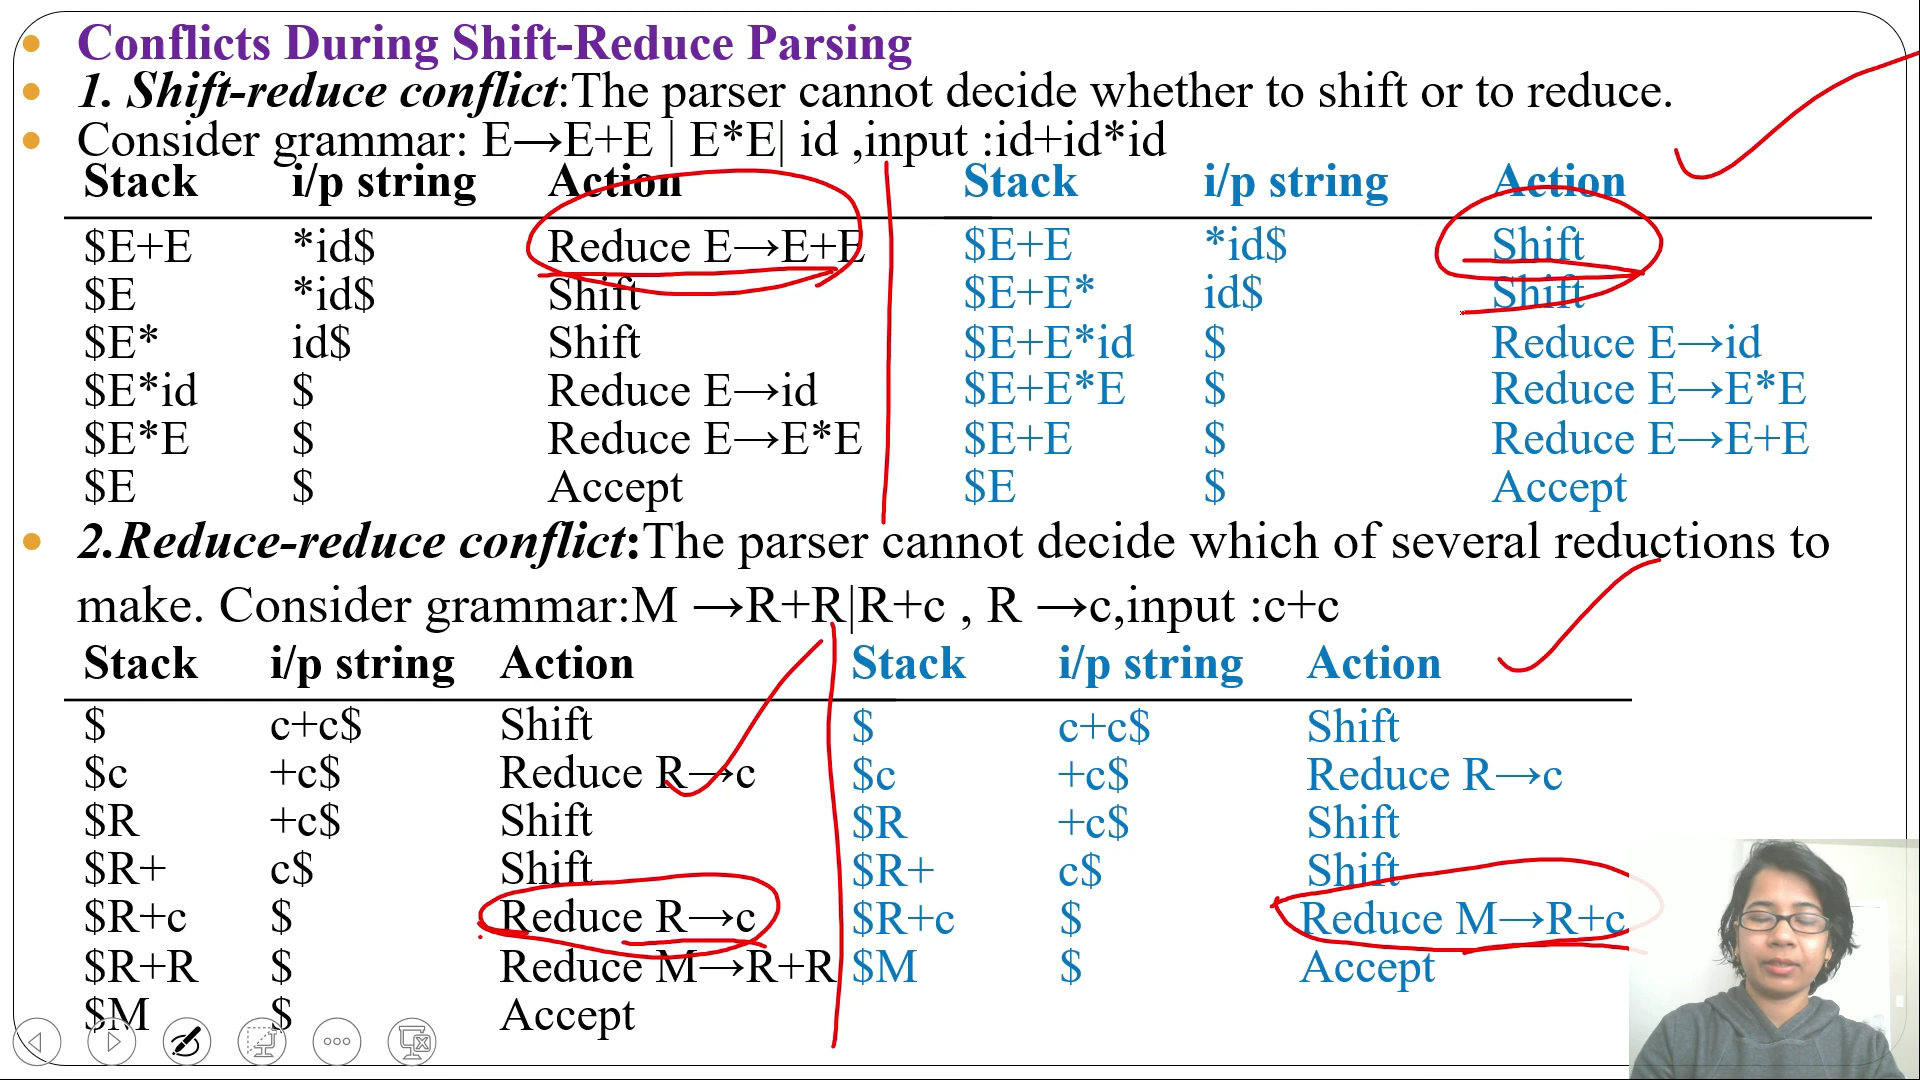 Conflicts During Shift-Reduce Parsing
1. Shift-reduce conflict:The parser cannot decide whether to shift or to reduce.
Consider grammar: E→E+E | E*E| id ,input :id+id*id
Stack i/p string Action Stack i/p string Action
$E+E *id$ Reduce E→E+E $E+E *id$ Shift
$E *id$ Shift $E+E* id$ Shift
$E* id$ Shift $E+E*id $ Reduce E→id
$E*id $ Reduce E→id $E+E*E $ Reduce E→E*E
$E*E $ Reduce E→E*E $E+E $ Reduce E→E+E
$E $ Accept $E $ Accept
2.Reduce-reduce conflict:The parser cannot decide which of several reductions to
make. Consider grammar:M →R+R|R+c , R →c,input :c+c
Stack i/p string Action Stack i/p string Action
$ c+c$ Shift $ c+c$ Shift
$c +c$ Reduce R→c $c +c$ Reduce R→c
$R +c$ Shift $R +c$ Shift
$R+ c$ Shift $R+ c$ Shift
$R+c $ Reduce R→c $R+c $ Reduce M→R+c
$R+R $ Reduce M→R+R $M $ Accept
$M $ Accept